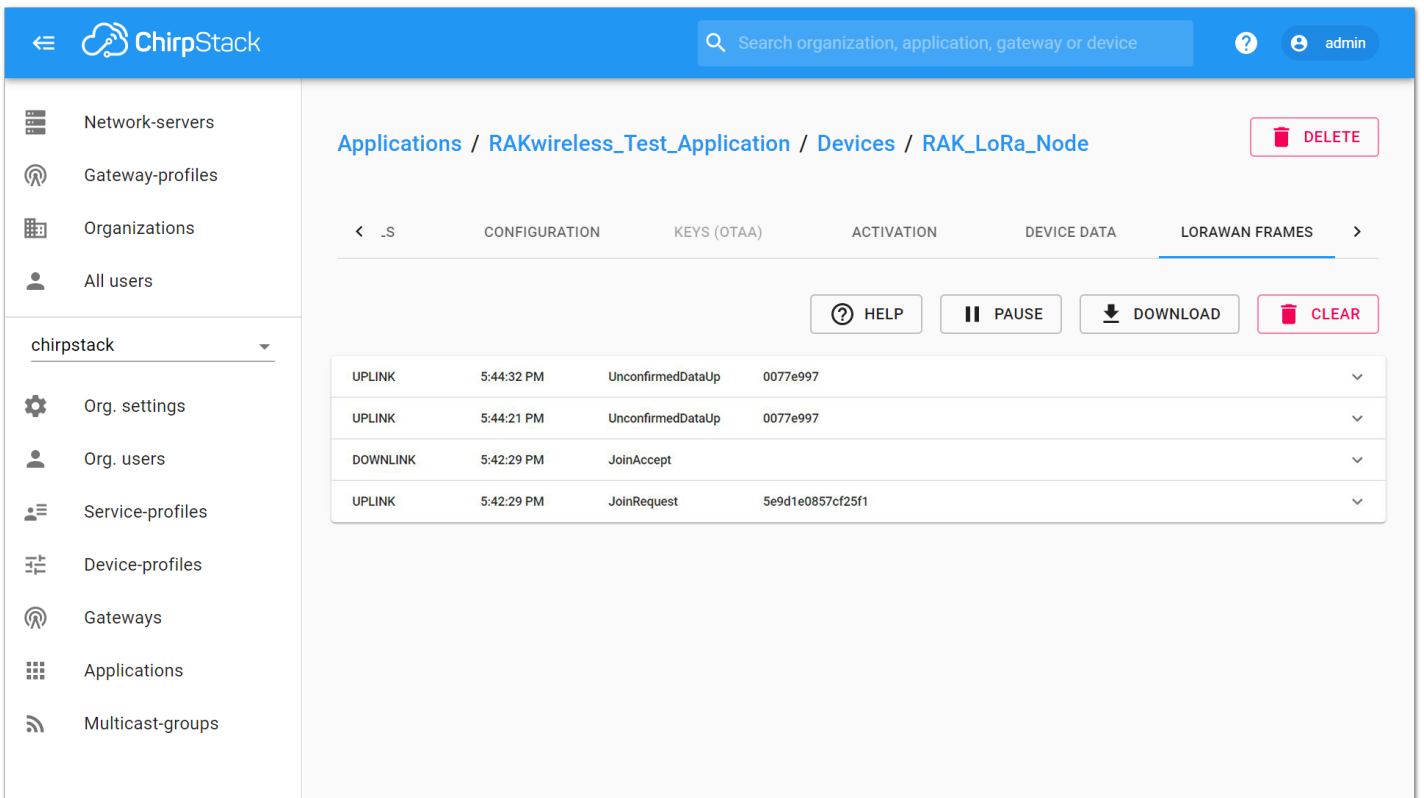 ChirpStack
Search organization, application, gateway or device
? admin
Network-servers
Gateway-profiles
Organizations
All users
chirpstack
Org. settings
Org. users
Service-profiles
Device-profiles
Gateways
Applications
Multicast-groups
Applications / RAKwireless_Test_Application / Devices / RAK_LoRa_Node
DELETE
LS CONFIGURATION KEYS (OTAA) ACTIVATION DEVICE DATA LORAWAN FRAMES
? HELP PAUSE DOWNLOAD CLEAR
UPLINK 5:44:32 PM UnconfirmedDataUp 0077e997
UPLINK 5:44:21 PM UnconfirmedDataUp 0077e997
DOWNLINK 5:42:29 PM JoinAccept
UPLINK 5:42:29 PM JoinRequest 5e9d1e0857cf25f1